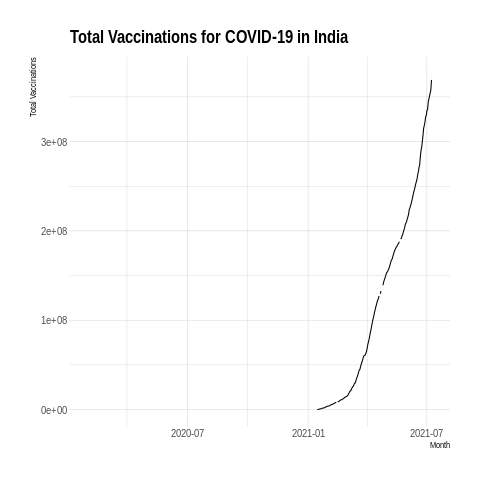 Total Vaccinations for COVID-19 in India
Total Vaccinations
3e+08
2e+08
1e+08
0e+00
2020-07 2021-01 2021-07
Month